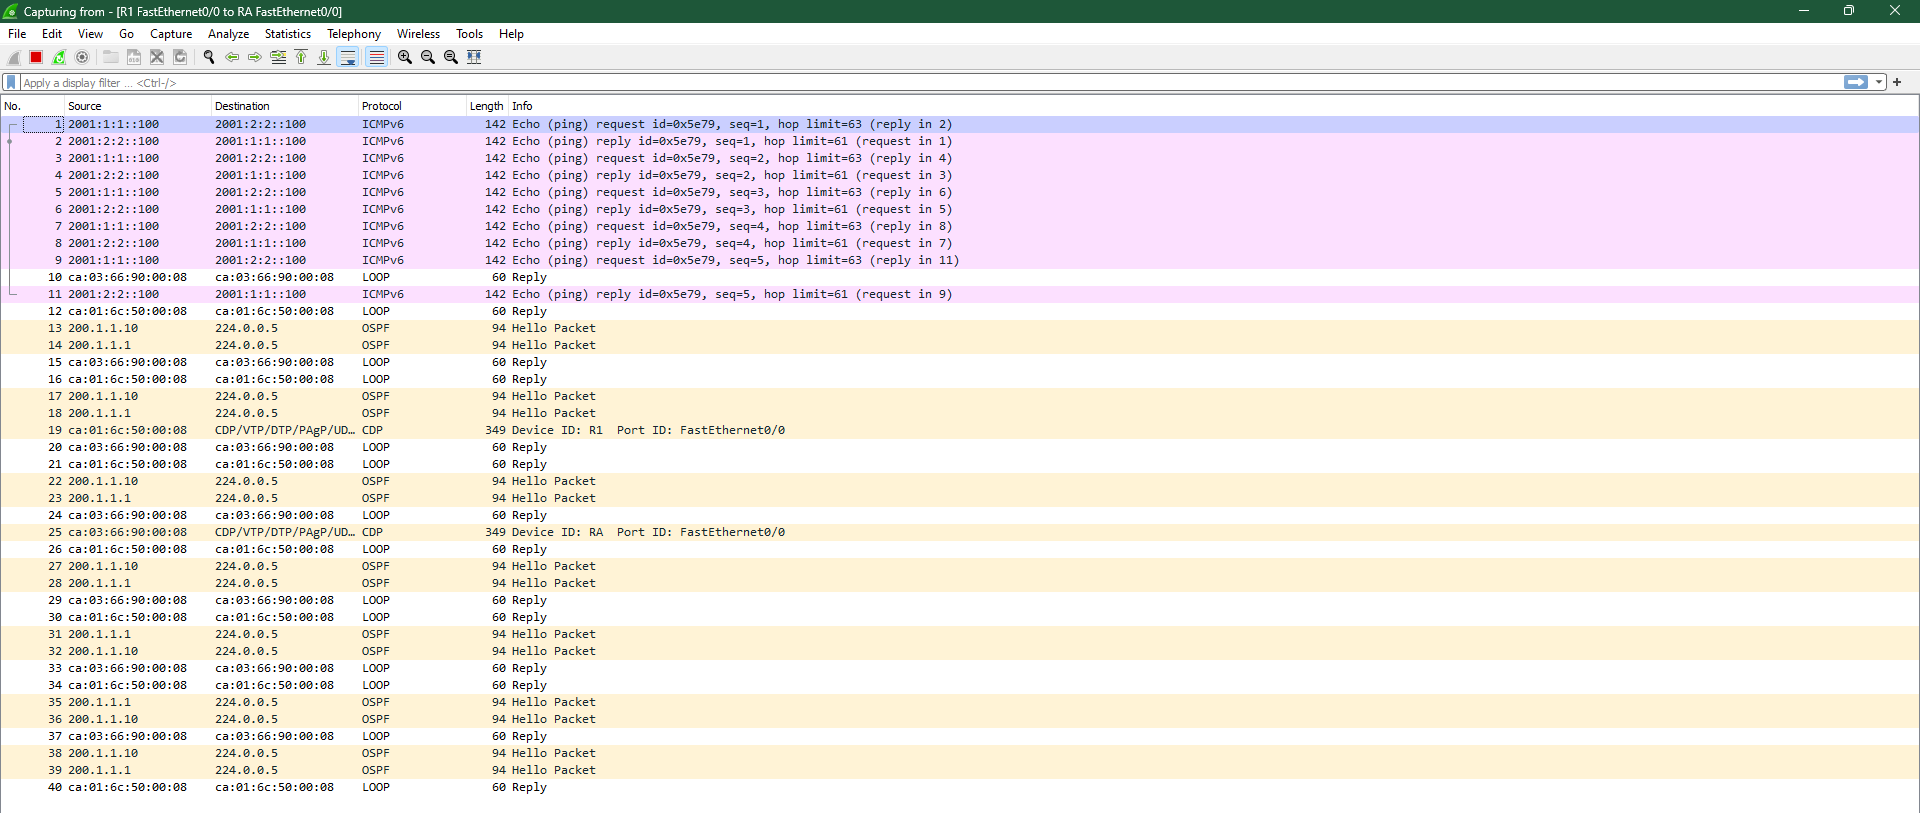 Capturing from - [R1 FastEthernet0/0 to RA FastEthernet0/0]
File Edit View Go Capture Analyze Statistics Telephony Wireless Tools Help
Apply a display filter ... <Ctrl-/>
No. Source Destination Protocol Length Info
1 2001:1:1::100 2001:2:2::100 ICMPv6 142 Echo (ping) request id=0x5e79, seq=1, hop limit=63 (reply in 2)
2 2001:2:2::100 2001:1:1::100 ICMPv6 142 Echo (ping) reply id=0x5e79, seq=1, hop limit=61 (request in 1)
3 2001:1:1::100 2001:2:2::100 ICMPv6 142 Echo (ping) request id=0x5e79, seq=2, hop limit=63 (reply in 4)
4 2001:2:2::100 2001:1:1::100 ICMPv6 142 Echo (ping) reply id=0x5e79, seq=2, hop limit=61 (request in 3)
5 2001:1:1::100 2001:2:2::100 ICMPv6 142 Echo (ping) request id=0x5e79, seq=3, hop limit=63 (reply in 6)
6 2001:2:2::100 2001:1:1::100 ICMPv6 142 Echo (ping) reply id=0x5e79, seq=3, hop limit=61 (request in 5)
7 2001:1:1::100 2001:2:2::100 ICMPv6 142 Echo (ping) request id=0x5e79, seq=4, hop limit=63 (reply in 8)
8 2001:2:2::100 2001:1:1::100 ICMPv6 142 Echo (ping) reply id=0x5e79, seq=4, hop limit=61 (request in 7)
9 2001:1:1::100 2001:2:2::100 ICMPv6 142 Echo (ping) request id=0x5e79, seq=5, hop limit=63 (reply in 11)
10 ca:03:66:90:00:08 ca:03:66:90:00:08 LOOP 60 Reply
11 2001:2:2::100 2001:1:1::100 ICMPv6 142 Echo (ping) reply id=0x5e79, seq=5, hop limit=61 (request in 9)
12 ca:01:6c:50:00:08 ca:01:6c:50:00:08 LOOP 60 Reply
13 200.1.1.10 224.0.0.5 OSPF 94 Hello Packet
14 200.1.1.1 224.0.0.5 OSPF 94 Hello Packet
15 ca:03:66:90:00:08 ca:03:66:90:00:08 LOOP 60 Reply
16 ca:01:6c:50:00:08 ca:01:6c:50:00:08 LOOP 60 Reply
17 200.1.1.10 224.0.0.5 OSPF 94 Hello Packet
18 200.1.1.1 224.0.0.5 OSPF 94 Hello Packet
19 ca:01:6c:50:00:08 CDP/VTP/DTP/PAgP/UD… CDP 349 Device ID: R1 Port ID: FastEthernet0/0
20 ca:03:66:90:00:08 ca:03:66:90:00:08 LOOP 60 Reply
21 ca:01:6c:50:00:08 ca:01:6c:50:00:08 LOOP 60 Reply
22 200.1.1.10 224.0.0.5 OSPF 94 Hello Packet
23 200.1.1.1 224.0.0.5 OSPF 94 Hello Packet
24 ca:03:66:90:00:08 ca:03:66:90:00:08 LOOP 60 Reply
25 ca:03:66:90:00:08 CDP/VTP/DTP/PAgP/UD… CDP 349 Device ID: RA Port ID: FastEthernet0/0
26 ca:01:6c:50:00:08 ca:01:6c:50:00:08 LOOP 60 Reply
27 200.1.1.10 224.0.0.5 OSPF 94 Hello Packet
28 200.1.1.1 224.0.0.5 OSPF 94 Hello Packet
29 ca:03:66:90:00:08 ca:03:66:90:00:08 LOOP 60 Reply
30 ca:01:6c:50:00:08 ca:01:6c:50:00:08 LOOP 60 Reply
31 200.1.1.1 224.0.0.5 OSPF 94 Hello Packet
32 200.1.1.10 224.0.0.5 OSPF 94 Hello Packet
33 ca:03:66:90:00:08 ca:03:66:90:00:08 LOOP 60 Reply
34 ca:01:6c:50:00:08 ca:01:6c:50:00:08 LOOP 60 Reply
35 200.1.1.1 224.0.0.5 OSPF 94 Hello Packet
36 200.1.1.10 224.0.0.5 OSPF 94 Hello Packet
37 ca:03:66:90:00:08 ca:03:66:90:00:08 LOOP 60 Reply
38 200.1.1.10 224.0.0.5 OSPF 94 Hello Packet
39 200.1.1.1 224.0.0.5 OSPF 94 Hello Packet
40 ca:01:6c:50:00:08 ca:01:6c:50:00:08 LOOP 60 Reply